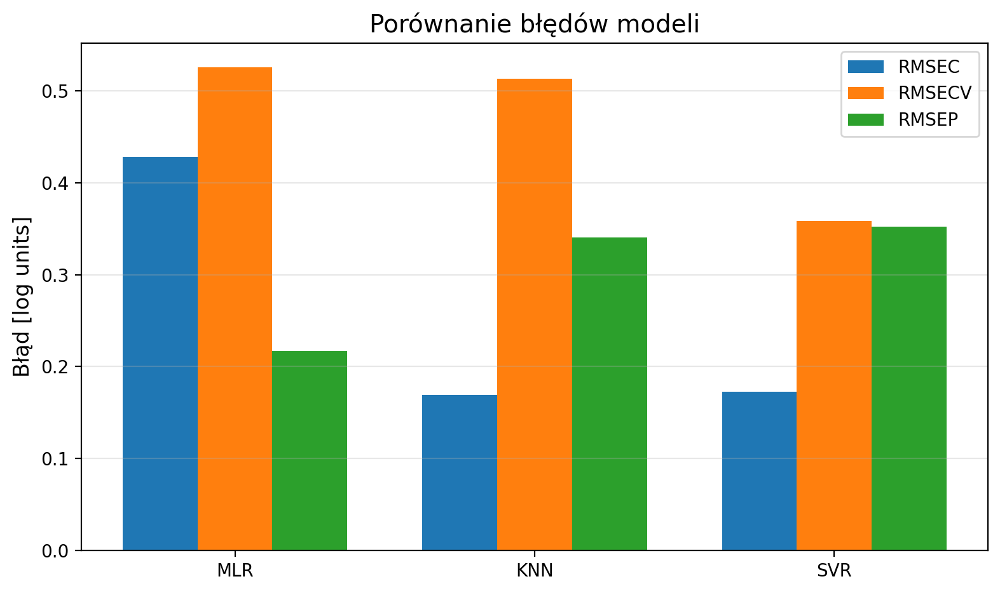 Porównanie błędów modeli
RMSEC
RMSECV
RMSEP
Błąd [log units]
0.5
0.4
0.3
0.2
0.1
0.0
MLR
KNN
SVR